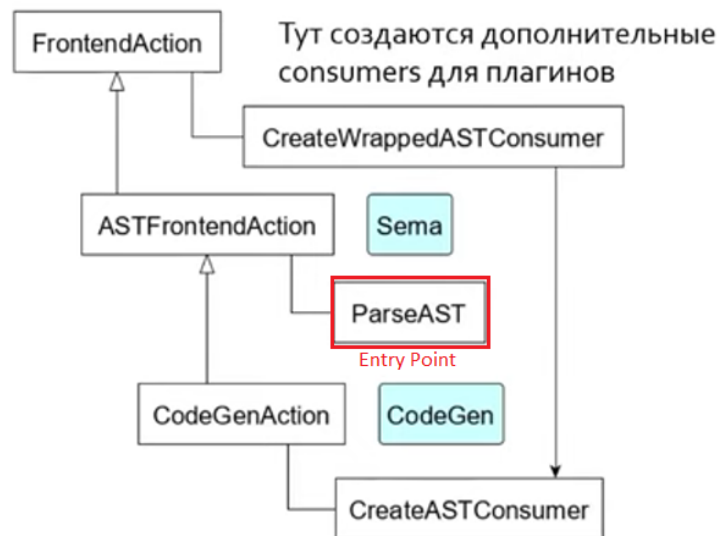 FrontendAction
Тут создаются дополнительные
consumers для плагинов
CreateWrappedASTConsumer
ASTFrontendAction
Sema
ParseAST
Entry Point
CodeGenAction
CodeGen
CreateASTConsumer